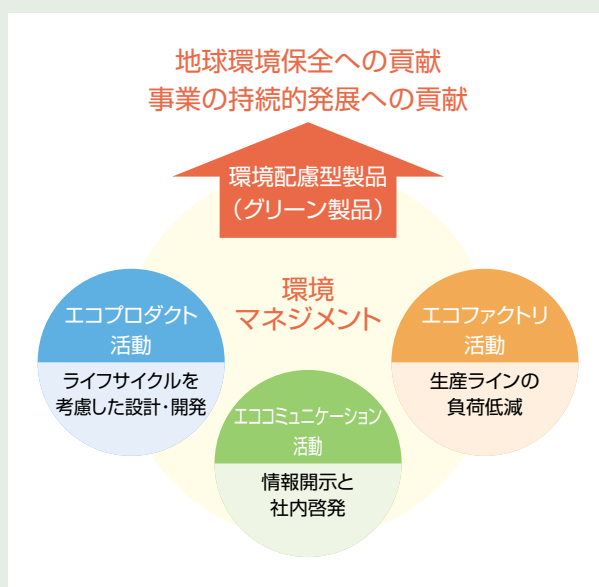 地球環境保全への貢献
事業の持続的発展への貢献
環境配慮型製品
（グリーン製品）
環境
マネジメント
エコプロダクト
活動
ライフサイクルを
考慮した設計・開発
エココミュニケーション
活動
情報開示と
社内啓発
エコファクトリ
活動
生産ラインの
負荷低減